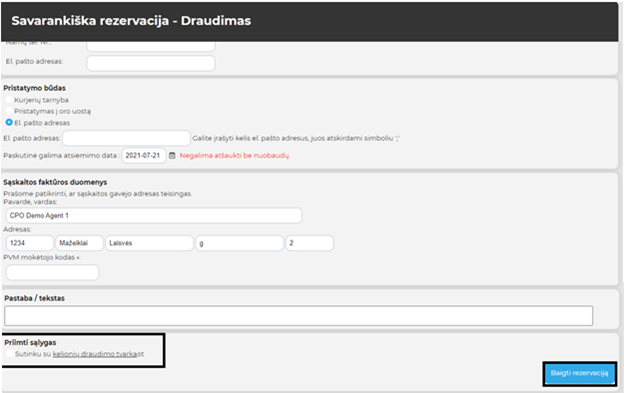 Savarankiška rezervacija - Draudimas
Namų tel. Nr.:
El. pašto adresas:
Pristatymo būdas
Kurjerių tarnyba
Pristatymas į oro uostą
El. pašto adresas
El. pašto adresas: Galite įrašyti kelis el. pašto adresus, juos atskirdami simboliu ';'
Paskutinė galima atsiėmimo data : 2021-07-21 Negalima atšaukti be nuobaudų.
Sąskaitos faktūros duomenys
Prašome patikrinti, ar sąskaitos gavėjo adresas teisingas.
Pavardė, vardas:
CPO Demo Agent 1
Adresas:
1234 Mažeikiai Laisvės g 2
PVM mokėtojo kodas <:
Pastaba / tekstas
Priimti sąlygas
Sutinku su kelionių draudimo tvarkaot
Baigti rezervaciją